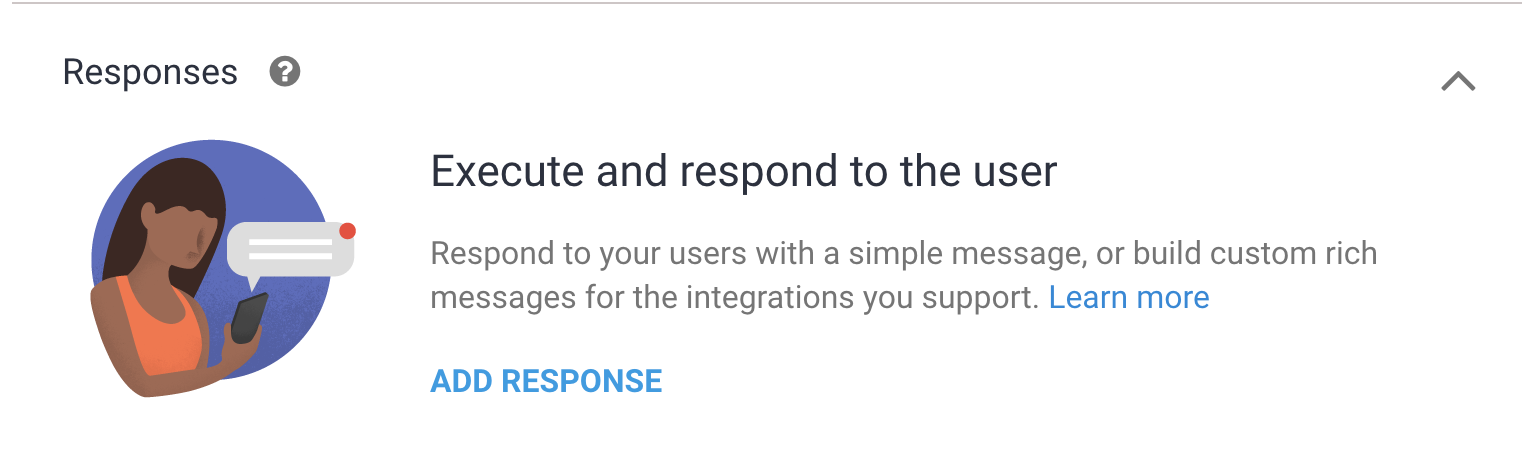 Responses
Execute and respond to the user
Respond to your users with a simple message, or build custom rich
messages for the integrations you support. Learn more
ADD RESPONSE